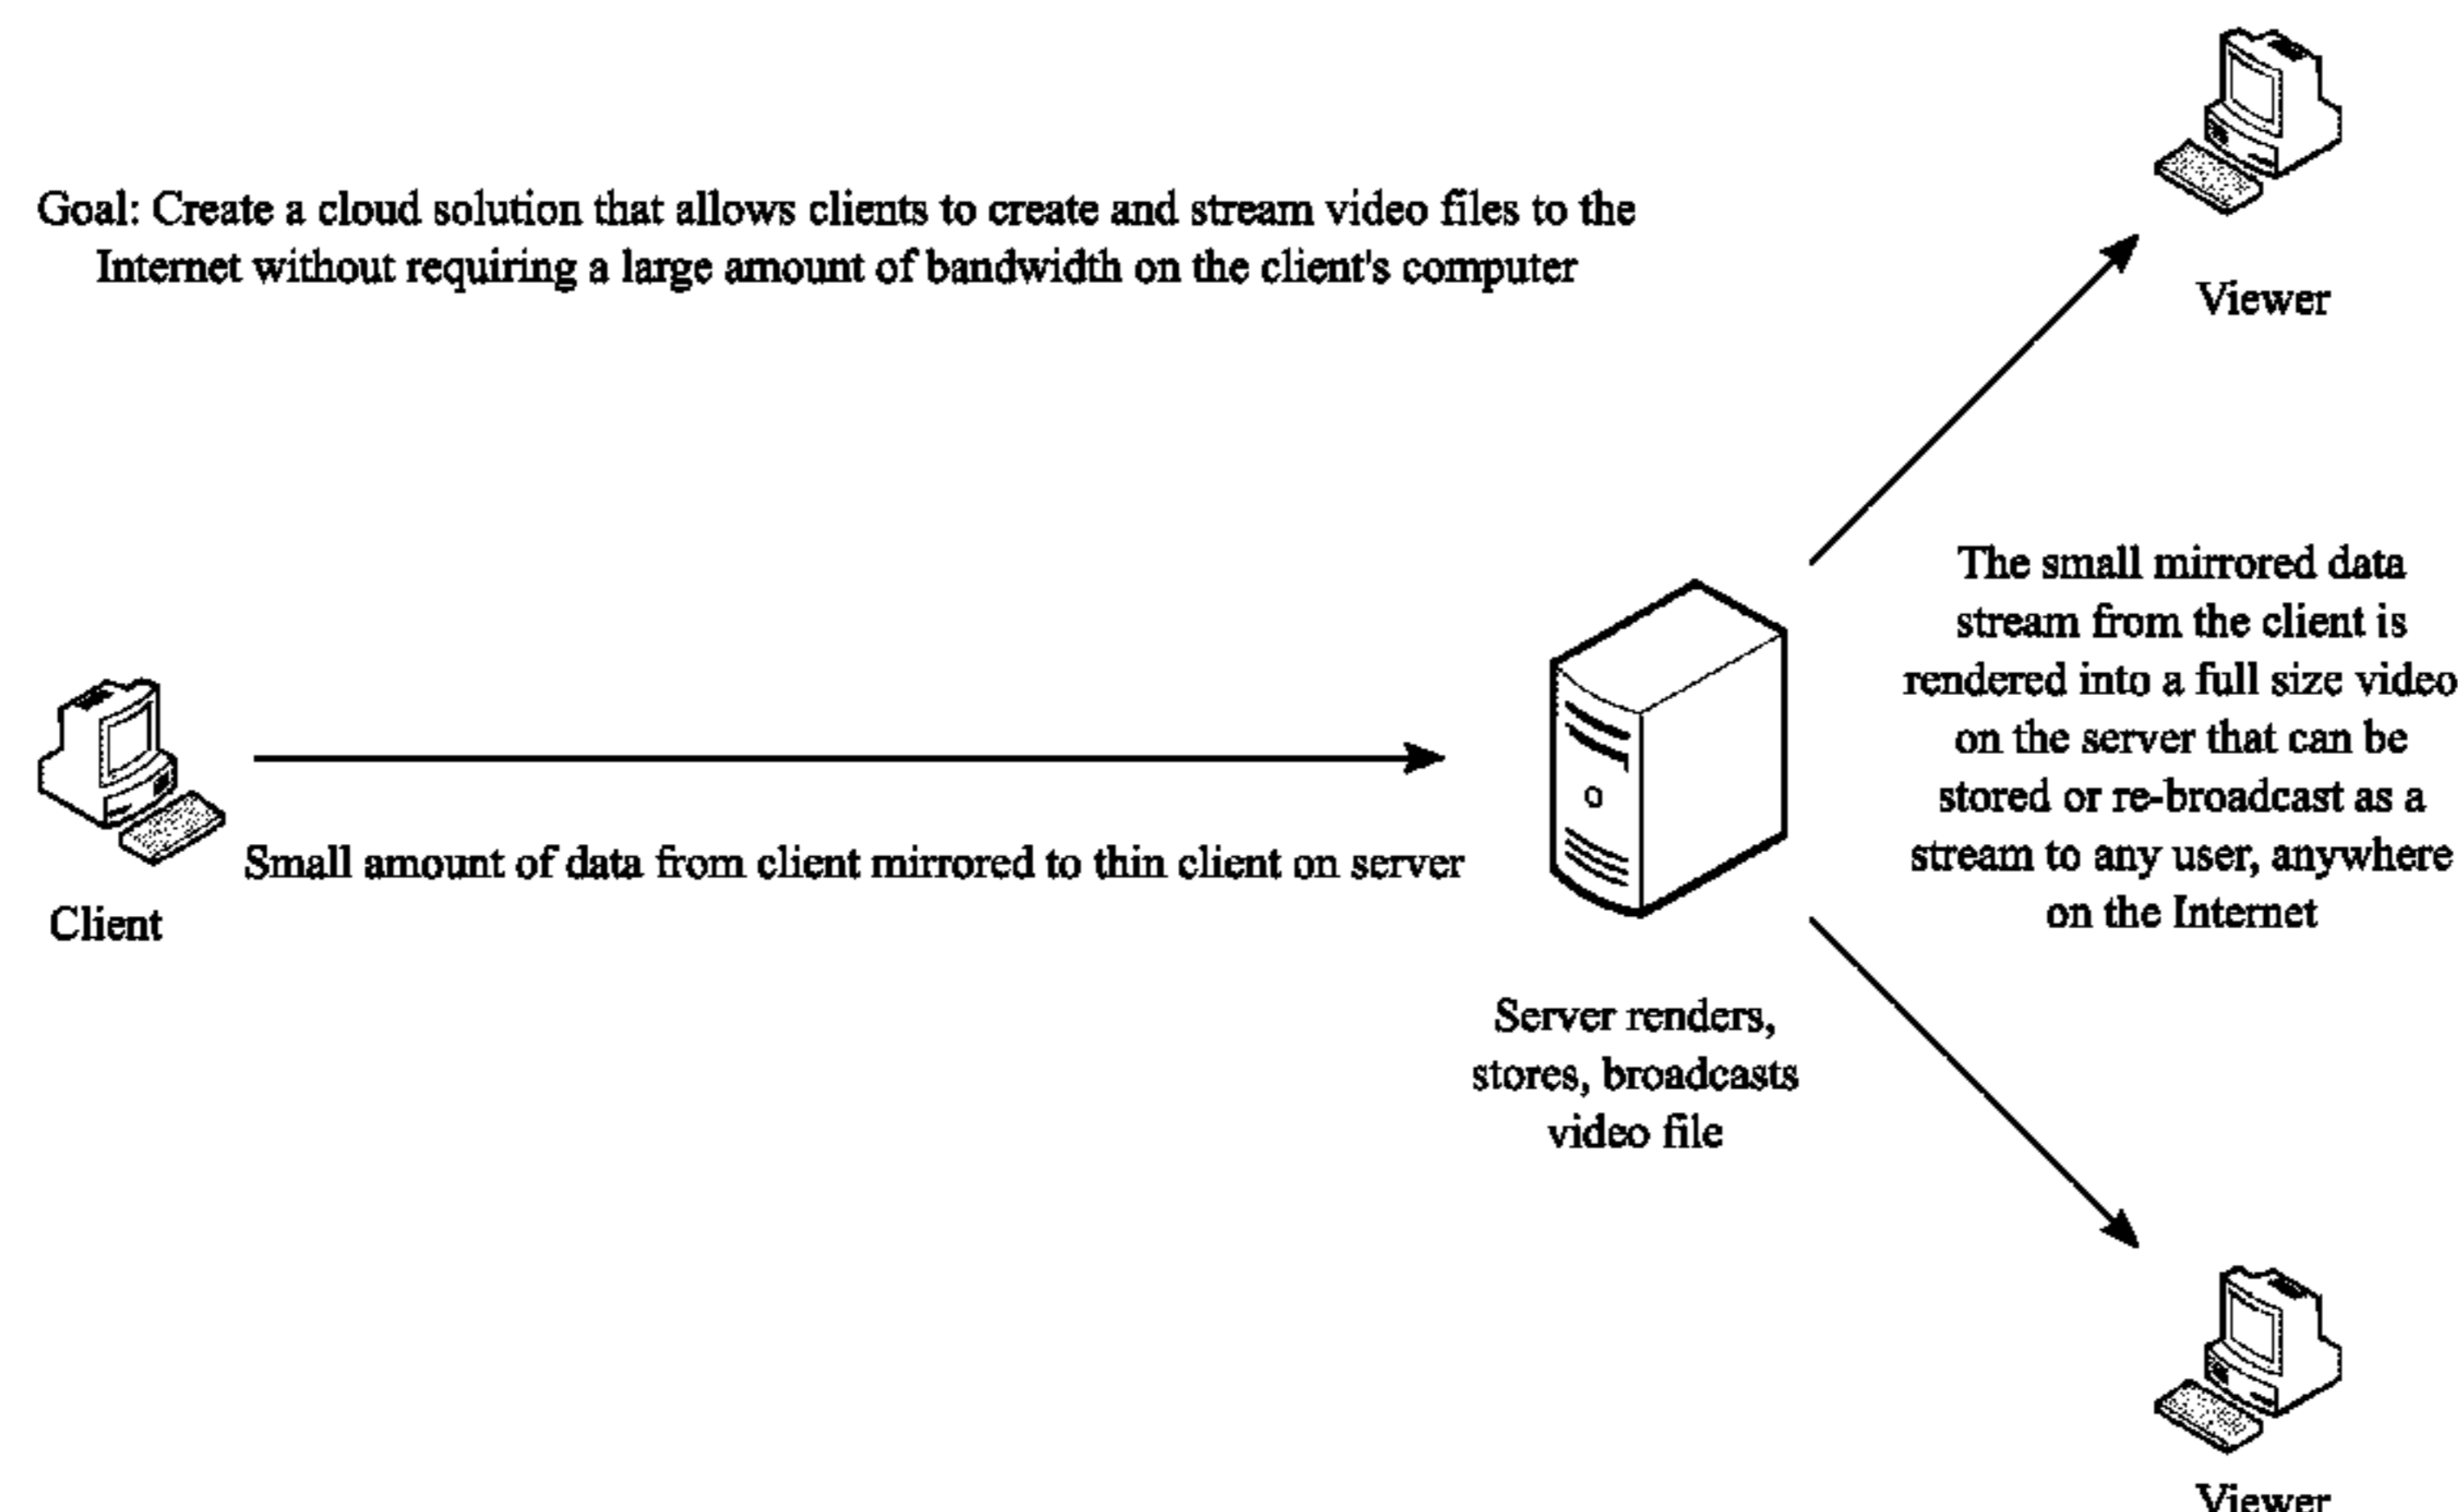 Goal: Create a cloud solution that allows clients to create and stream video files to the
Internet without requiring a large amount of bandwidth on the client's computer
Viewer
The small mirrored data
stream from the client is
rendered into a full size video
on the server that can be
stored or re-broadcast as a
stream to any user, anywhere
on the Internet
Small amount of data from client mirrored to thin client on server
Client
Server renders,
stores, broadcasts
video file
Viewer